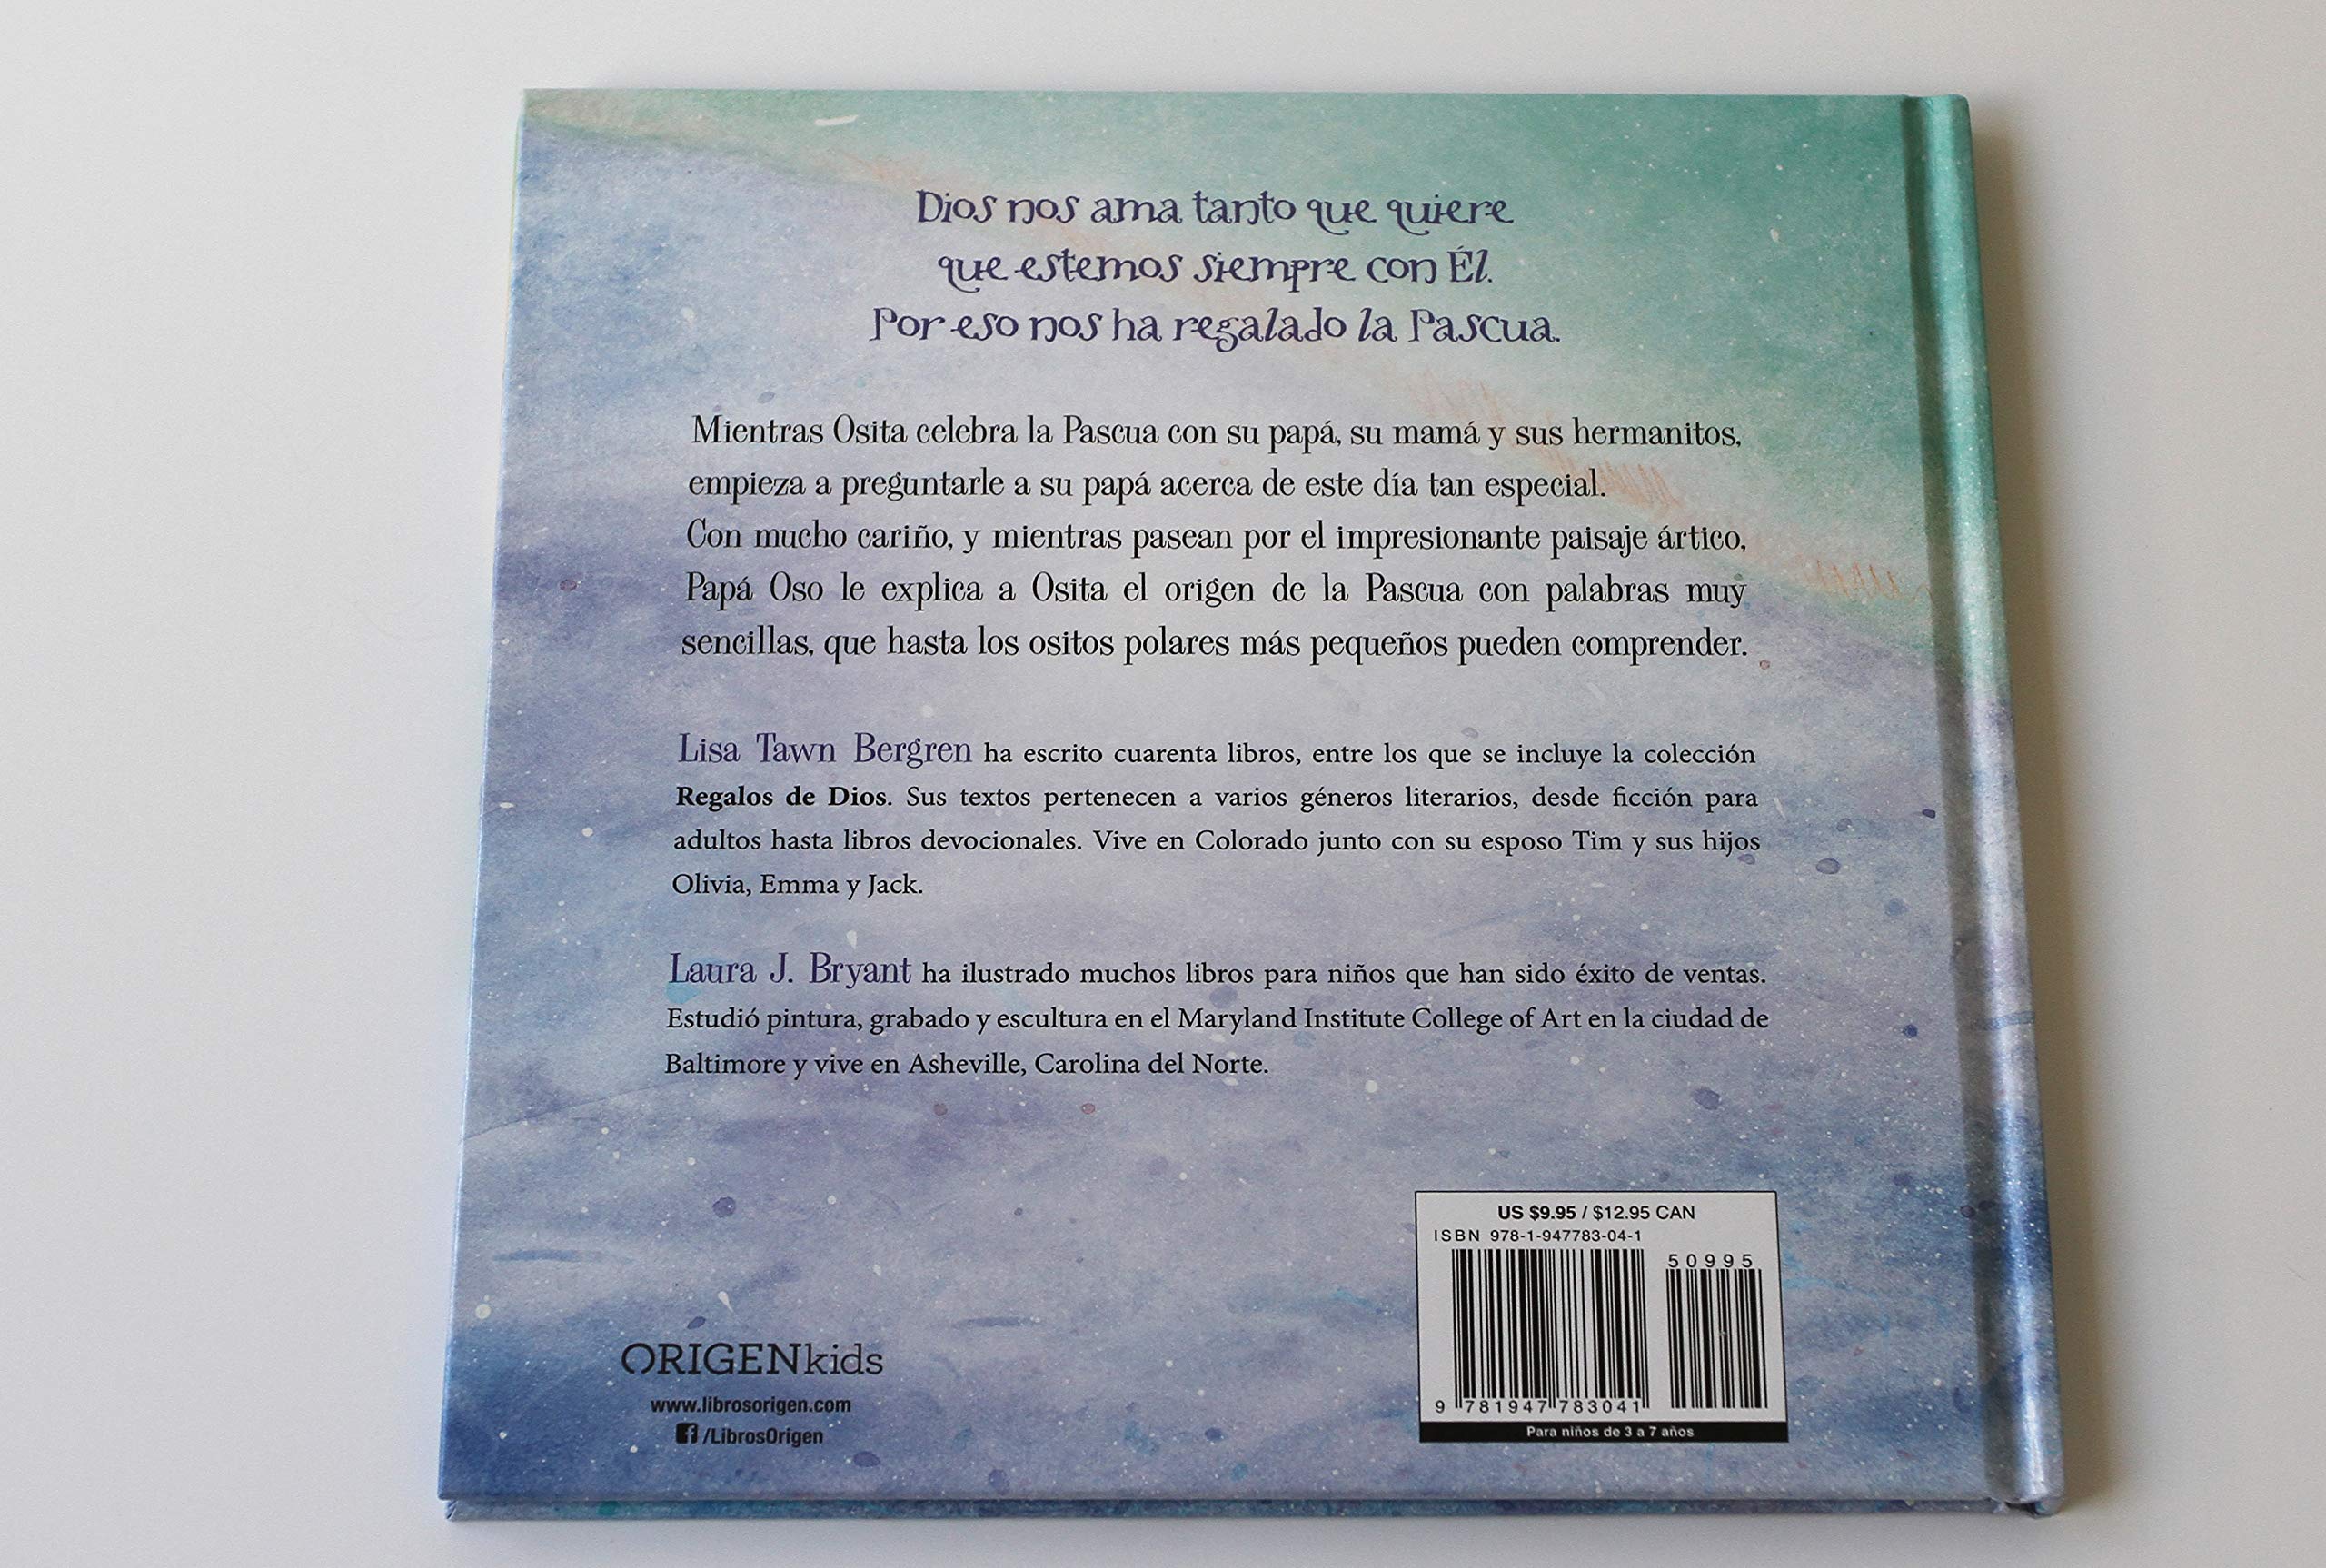 Dios nos ama tanto que quiere
que estemos siempre con Él.
Por eso nos ha regalado la Pascua.
Mientras Osita celebra la Pascua con su papá, su mamá y sus hermanitos,
empieza a preguntarle a su papá acerca de este día tan especial.
Con mucho cariño, y mientras pasean por el impresionante paisaje ártico,
Papá Oso le explica a Osita el origen de la Pascua con palabras muy
sencillas, que hasta los ositos polares más pequeños pueden comprender.
Lisa Tawn Bergren ha escrito cuarenta libros, entre los que se incluye la colección
Regalos de Dios. Sus textos pertenecen a varios géneros literarios, desde ficción para
adultos hasta libros devocionales. Vive en Colorado junto con su esposo Tim y sus hijos
Olivia, Emma y Jack.
Laura J. Bryant ha ilustrado muchos libros para niños que han sido éxito de ventas.
Estudió pintura, grabado y escultura en el Maryland Institute College of Art en la ciudad de
Baltimore y vive en Asheville, Carolina del Norte.
ORIGENkids
www.librosorigen.com
/LibrosOrigen
US $9.95 / $12.95 CAN
ISBN 978-1-947783-04-1
50995
9 781947 783041
Para niños de 3 a 7 años